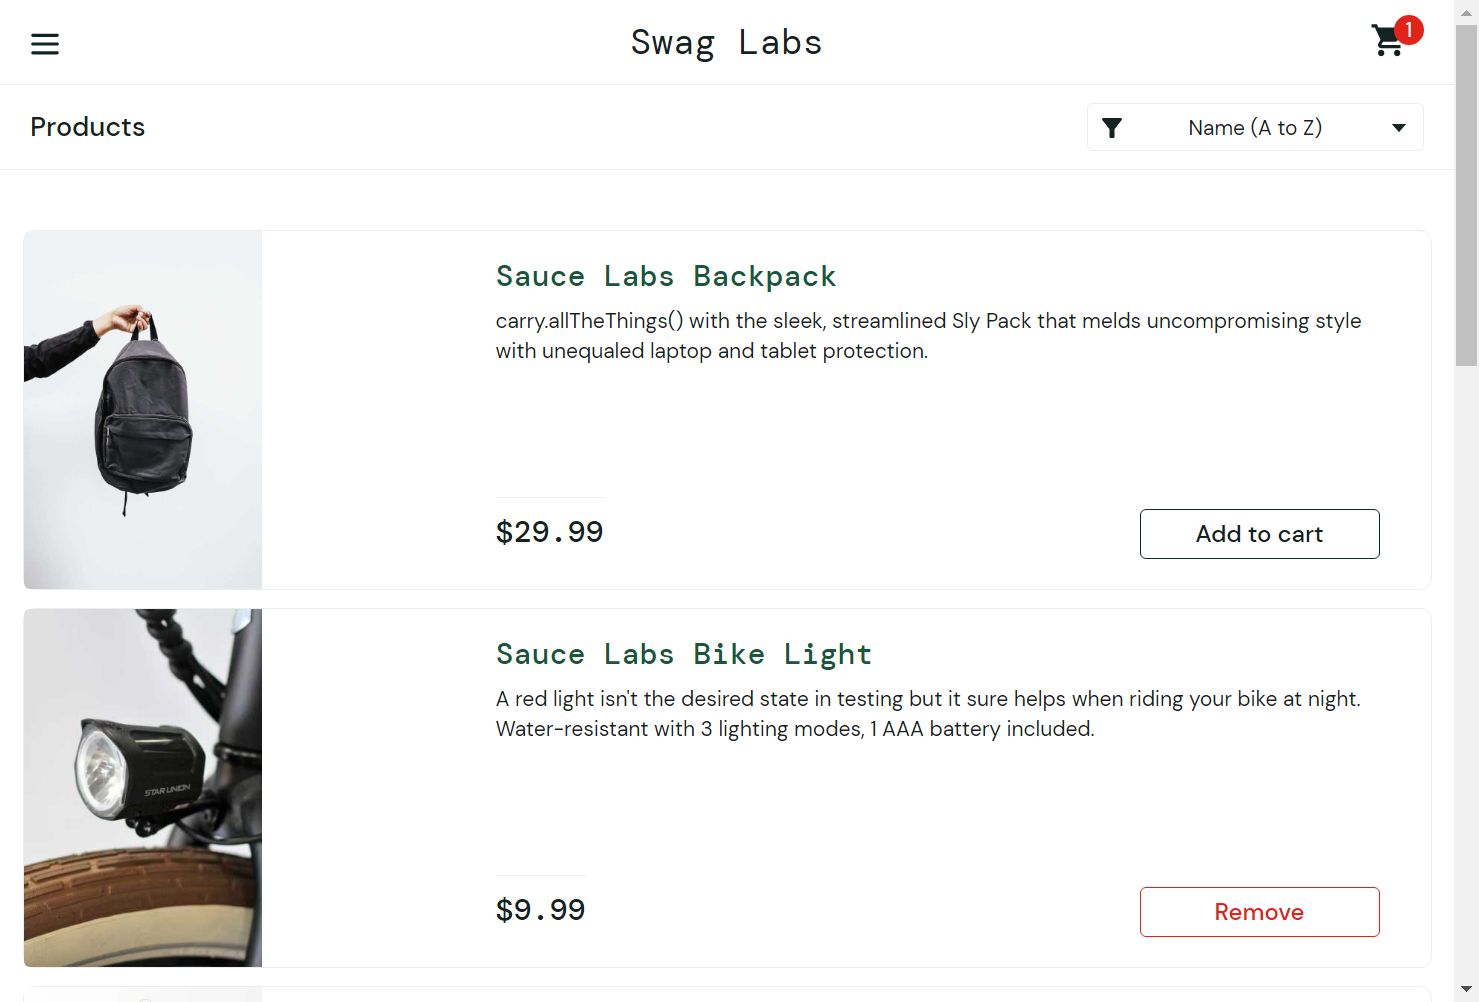 Swag Labs
1
Products
Name (A to Z)
Sauce Labs Backpack
carry.allTheThings() with the sleek, streamlined Sly Pack that melds uncompromising style
with unequaled laptop and tablet protection.
$29.99
Add to cart
Sauce Labs Bike Light
A red light isn't the desired state in testing but it sure helps when riding your bike at night.
Water-resistant with 3 lighting modes, 1 AAA battery included.
STAR UNION
$9.99
Remove